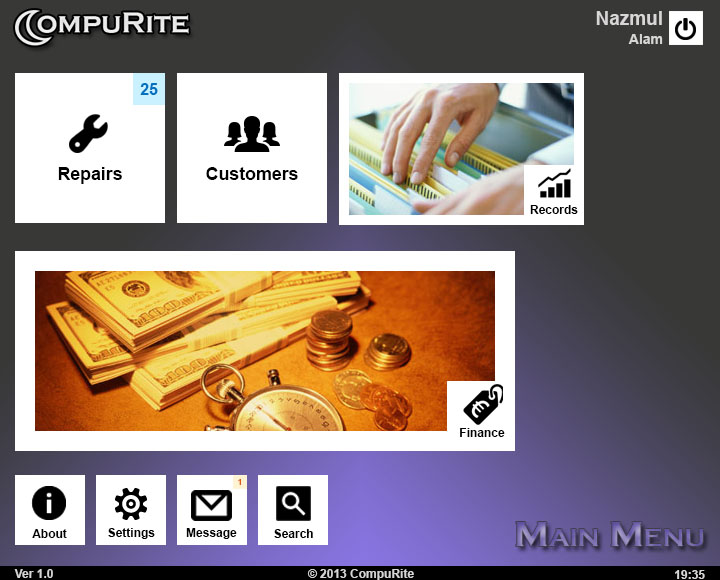 COMPURITE
Nazmul
Alam
25
Repairs
Customers
Records
Finance
About
Settings
1
Message
Search
MAIN MENU
Ver 1.0
© 2013 CompuRite
19:35